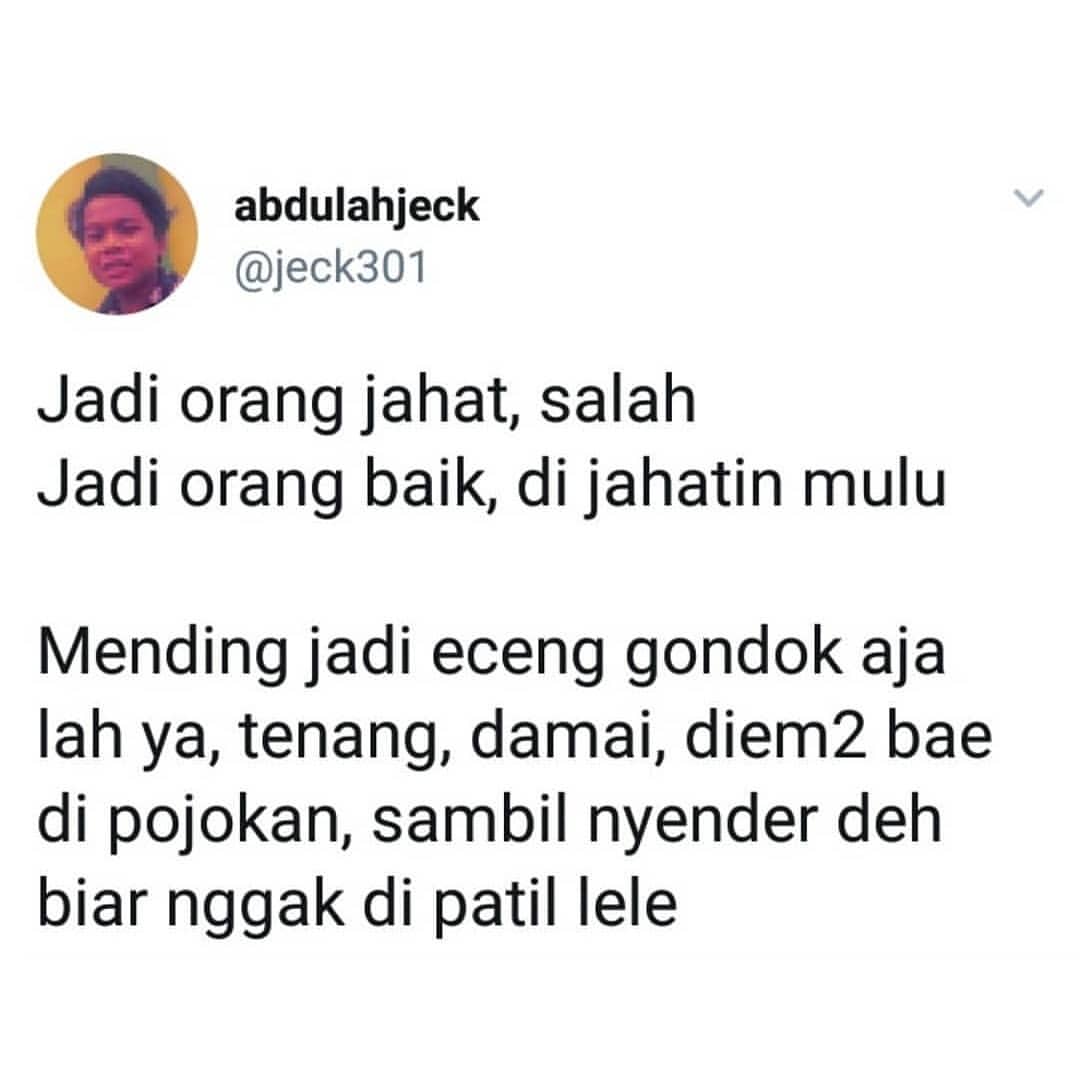 abdulahjeck
@jeck301
Jadi orang jahat, salah
Jadi orang baik, di jahatin mulu
Mending jadi eceng gondok aja
lah ya, tenang, damai, diem2 bae
di pojokan, sambil nyender deh
biar nggak di patil lele